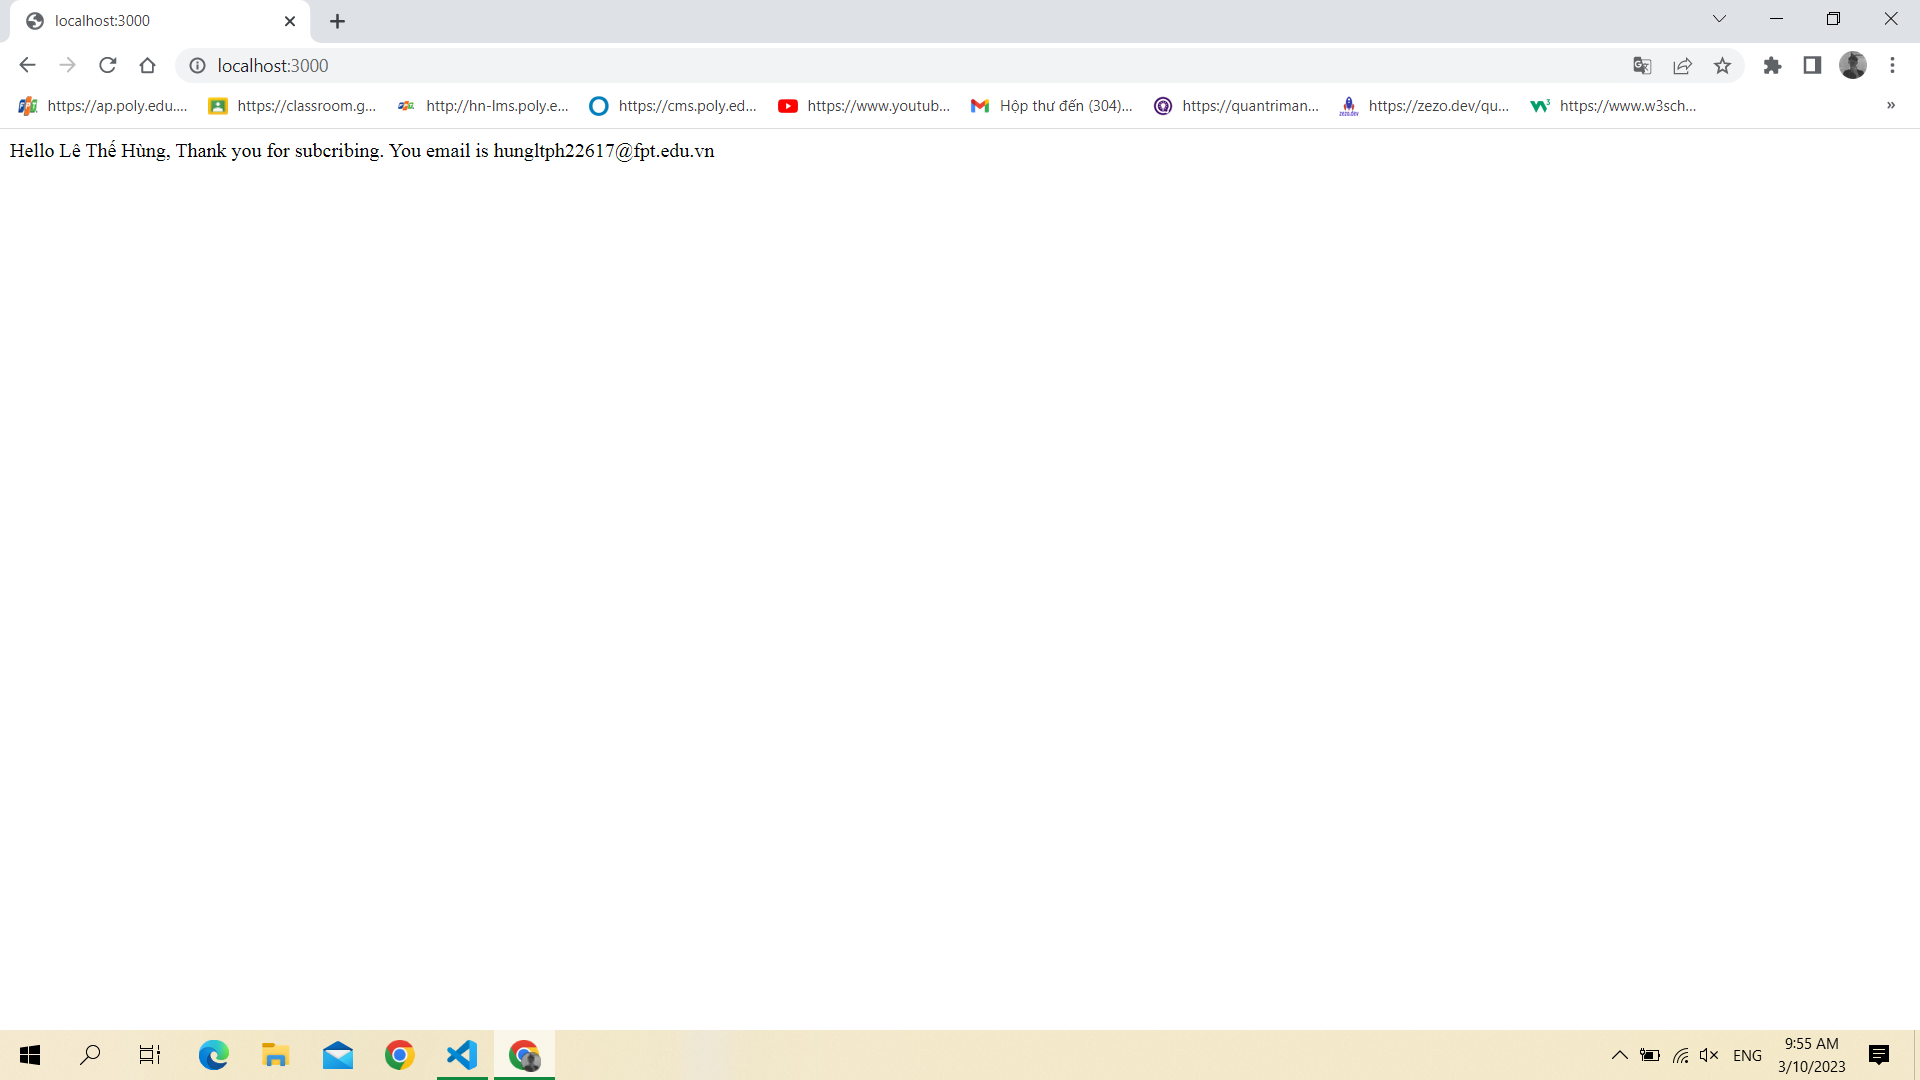 localhost:3000
localhost:3000
https://ap.poly.edu.... https://classroom.g... http://hn-lms.poly.e... https://cms.poly.ed... https://www.youtub... Hộp thư đến (304)... https://quantriman... https://zezo.dev/qu... https://www.w3sch... »
Hello Lê Thế Hùng, Thank you for subcribing. You email is hungltph22617@fpt.edu.vn
ENG
9:55 AM
3/10/2023